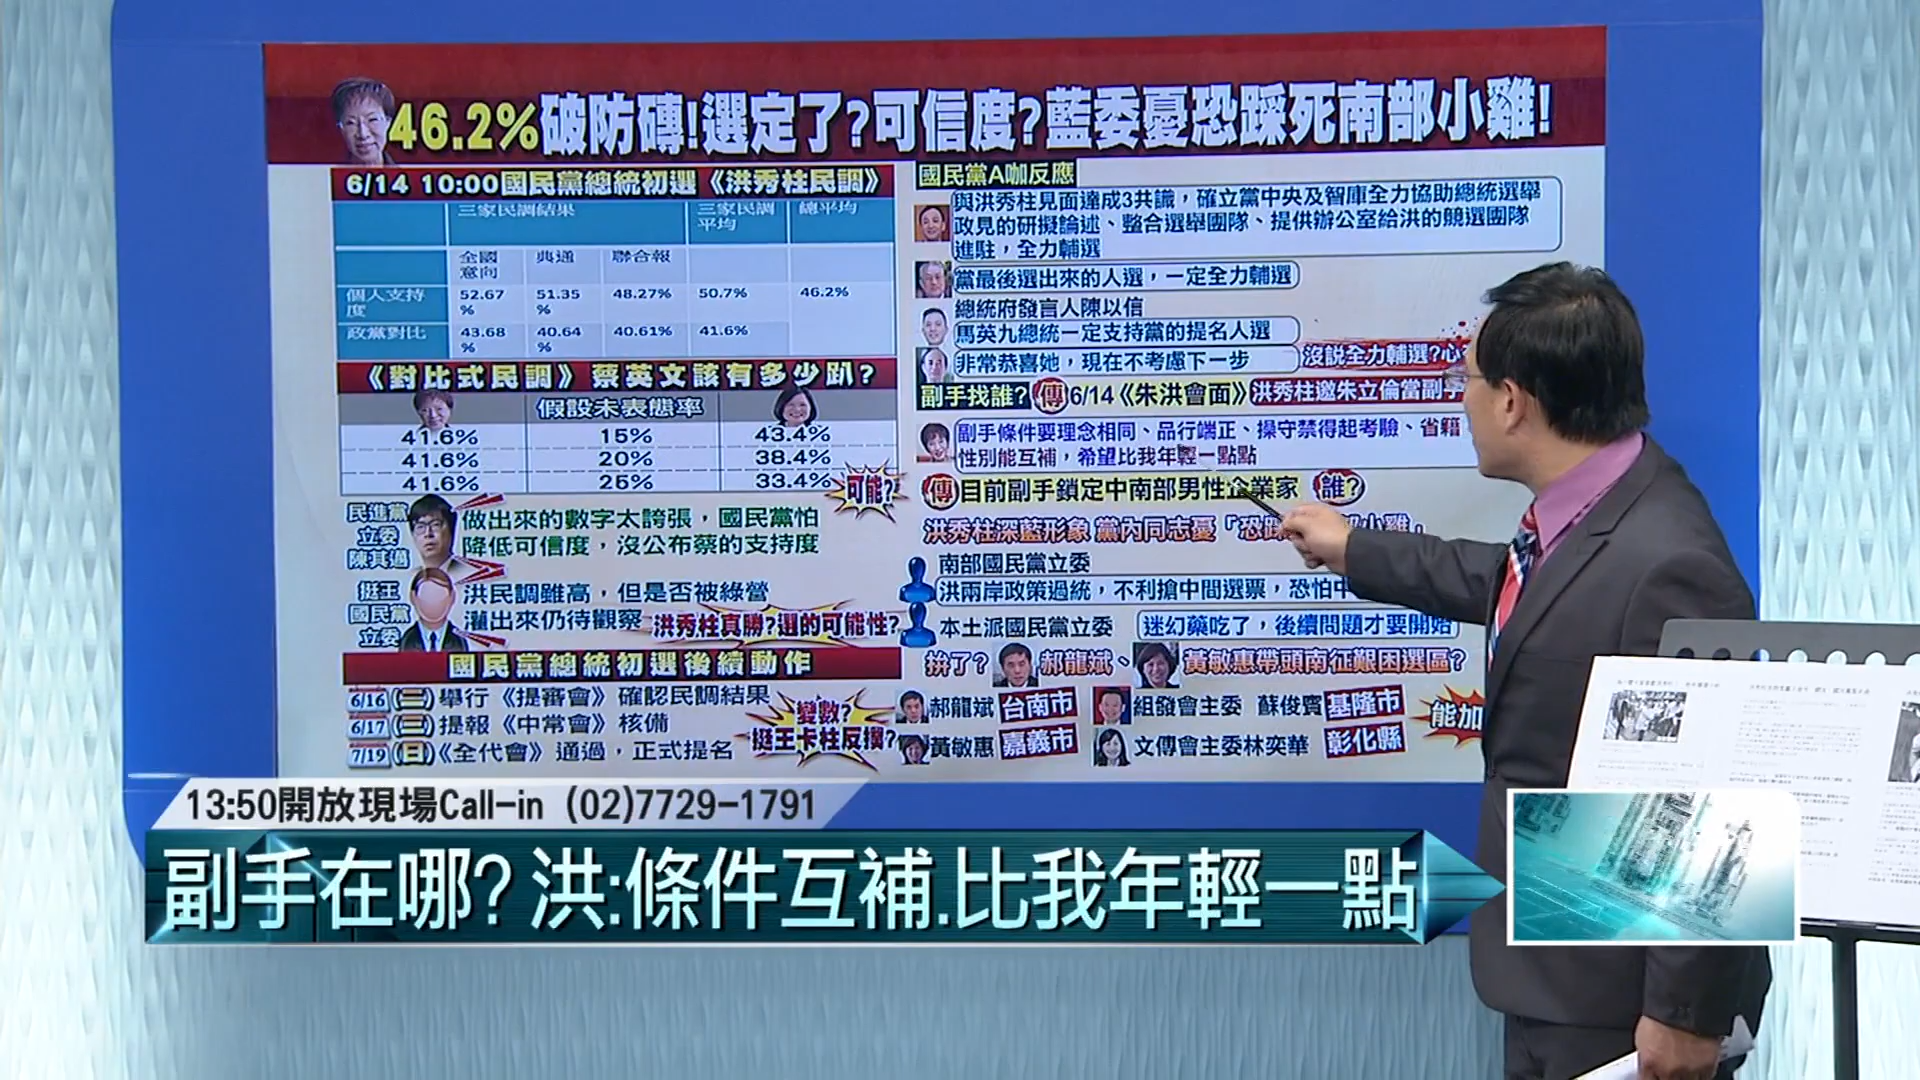 46.2%破防磚!選定了?可信度?藍委憂恐踩死南部小雞!
6/14 10:00國民黨總統初選《洪秀柱民調》
三家民調結果 三家民調平均 總平均
全國意向 典通 聯合報
個人支持度 52.67% 51.35% 48.27% 50.7% 46.2%
政黨對比 43.68% 40.64% 40.61% 41.6%
《對比式民調》蔡英文該有多少趴?
假設未表態率
41.6% 15% 43.4%
41.6% 20% 38.4%
41.6% 25% 33.4%
可能?
民進黨
立委
陳其邁
做出來的數字太誇張，國民黨怕
降低可信度，沒公布蔡的支持度
挺王
國民黨
立委
洪民調雖高，但是否被綠營
灌出來仍待觀察
洪秀柱真勝?選的可能性?
國民黨總統初選後續動作
6/16(二)舉行《提審會》確認民調結果
6/17(三)提報《中常會》核備
7/19(日)《全代會》通過，正式提名
變數?
挺王卡柱反撲?
國民黨A咖反應
與洪秀柱見面達成3共識，確立黨中央及智庫全力協助總統選舉
政見的研擬論述、整合選舉團隊、提供辦公室給洪的競選團隊
進駐，全力輔選
黨最後選出來的人選，一定全力輔選
總統府發言人陳以信
馬英九總統一定支持黨的提名人選
非常恭喜她，現在不考慮下一步
沒說全力輔選?心
副手找誰? 傳 6/14《朱洪會面》洪秀柱邀朱立倫當副手
副手條件要理念相同、品行端正、操守禁得起考驗、省籍
性別能互補，希望比我年輕一點點
傳 目前副手鎖定中南部男性企業家 誰?
洪秀柱深藍形象 黨內同志憂「恐踩 部小雞」
南部國民黨立委
洪兩岸政策過統，不利搶中間選票，恐怕中
本土派國民黨立委 迷幻藥吃了，後續問題才要開始
拚了? 郝龍斌、黃敏惠帶頭南征艱困選區?
郝龍斌 台南市 組發會主委 蘇俊賓 基隆市
黃敏惠 嘉義市 文傳會主委林奕華 彰化縣
能加
13:50開放現場Call-in (02)7729-1791
副手在哪? 洪:條件互補.比我年輕一點